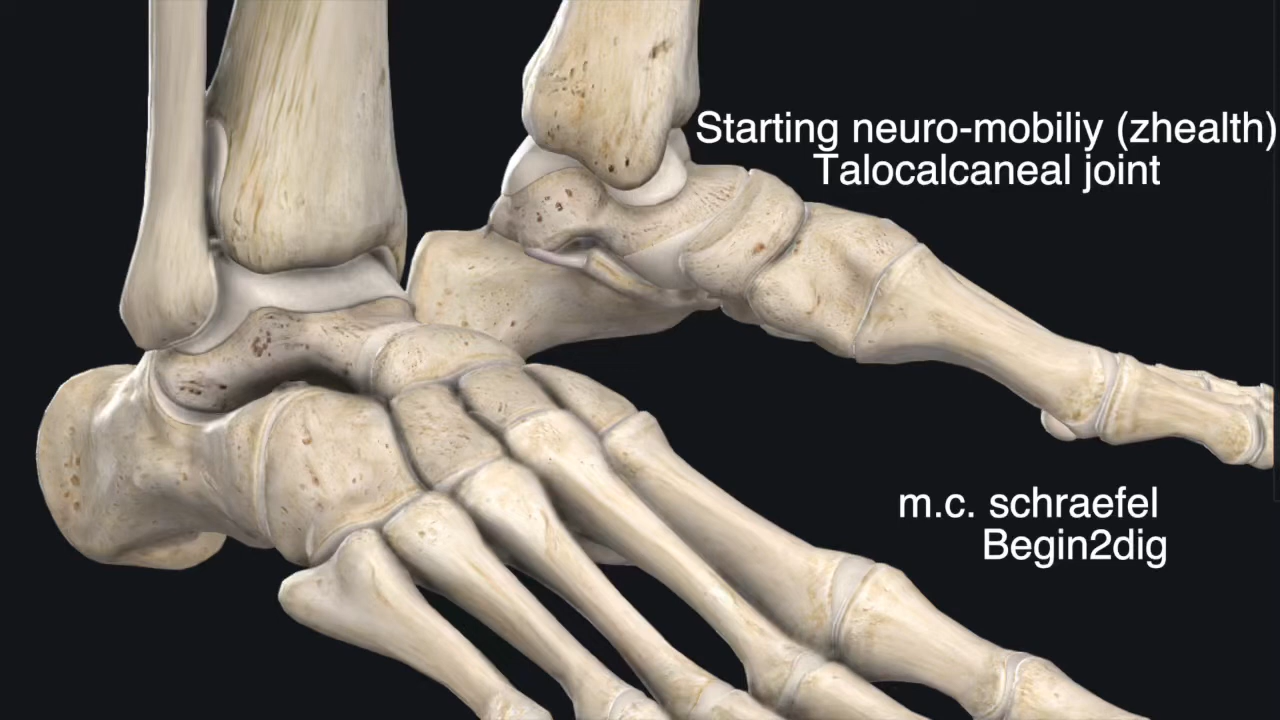 Starting neuro-mobiliy (zhealth)
Talocalcaneal joint
m.c. schraefel
Begin2dig